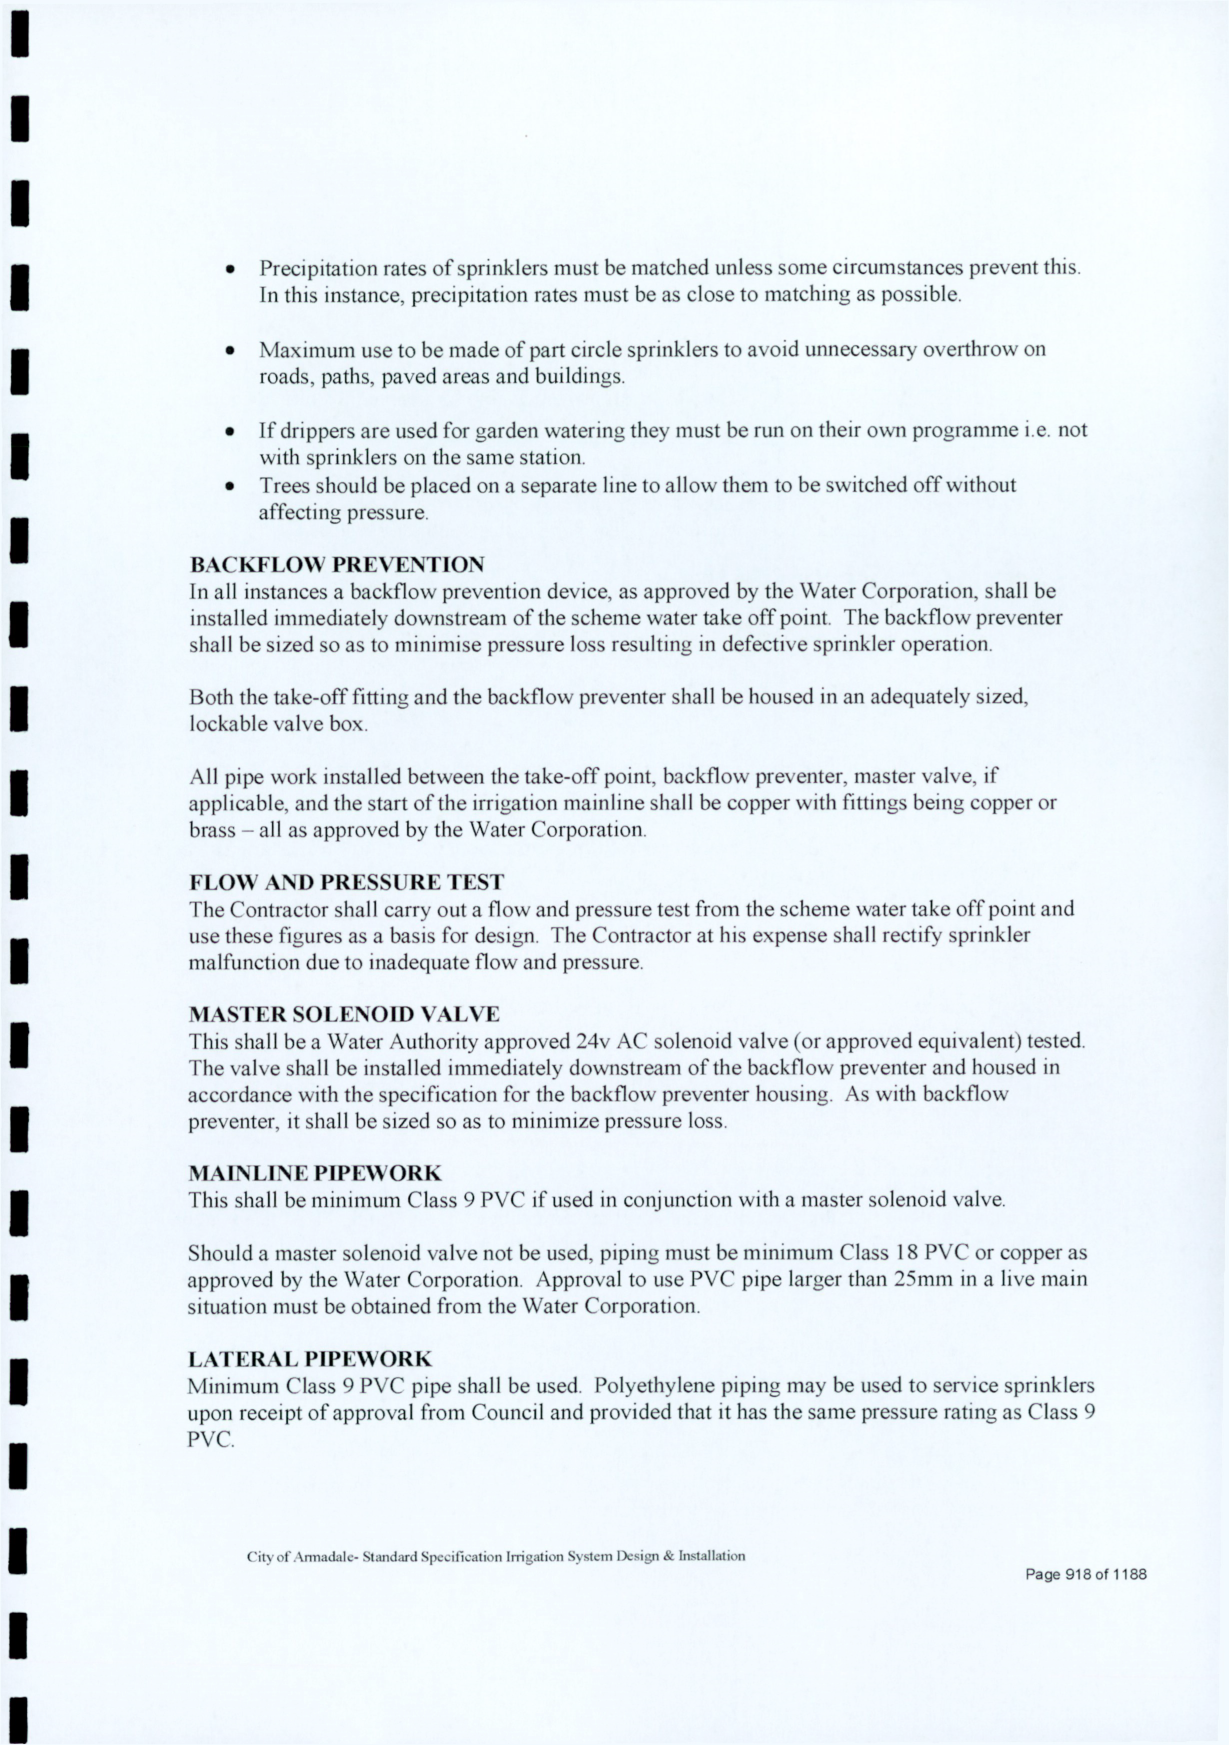 • Precipitation rates of sprinklers must be matched unless some circumstances prevent this.
In this instance, precipitation rates must be as close to matching as possible.
• Maximum use to be made of part circle sprinklers to avoid unnecessary overthrow on
roads, paths, paved areas and buildings.
• If drippers are used for garden watering they must be run on their own programme i.e. not
with sprinklers on the same station.
• Trees should be placed on a separate line to allow them to be switched off without
affecting pressure.
BACKFLOW PREVENTION
In all instances a backflow prevention device, as approved by the Water Corporation, shall be
installed immediately downstream of the scheme water take off point. The backflow preventer
shall be sized so as to minimise pressure loss resulting in defective sprinkler operation.
Both the take-off fitting and the backflow preventer shall be housed in an adequately sized,
lockable valve box.
All pipe work installed between the take-off point, backflow preventer, master valve, if
applicable, and the start of the irrigation mainline shall be copper with fittings being copper or
brass – all as approved by the Water Corporation.
FLOW AND PRESSURE TEST
The Contractor shall carry out a flow and pressure test from the scheme water take off point and
use these figures as a basis for design. The Contractor at his expense shall rectify sprinkler
malfunction due to inadequate flow and pressure.
MASTER SOLENOID VALVE
This shall be a Water Authority approved 24v AC solenoid valve (or approved equivalent) tested.
The valve shall be installed immediately downstream of the backflow preventer and housed in
accordance with the specification for the backflow preventer housing. As with backflow
preventer, it shall be sized so as to minimize pressure loss.
MAINLINE PIPEWORK
This shall be minimum Class 9 PVC if used in conjunction with a master solenoid valve.
Should a master solenoid valve not be used, piping must be minimum Class 18 PVC or copper as
approved by the Water Corporation. Approval to use PVC pipe larger than 25mm in a live main
situation must be obtained from the Water Corporation.
LATERAL PIPEWORK
Minimum Class 9 PVC pipe shall be used. Polyethylene piping may be used to service sprinklers
upon receipt of approval from Council and provided that it has the same pressure rating as Class 9
PVC.
City of Armadale- Standard Specification Irrigation System Design & Installation
Page 918 of 1188